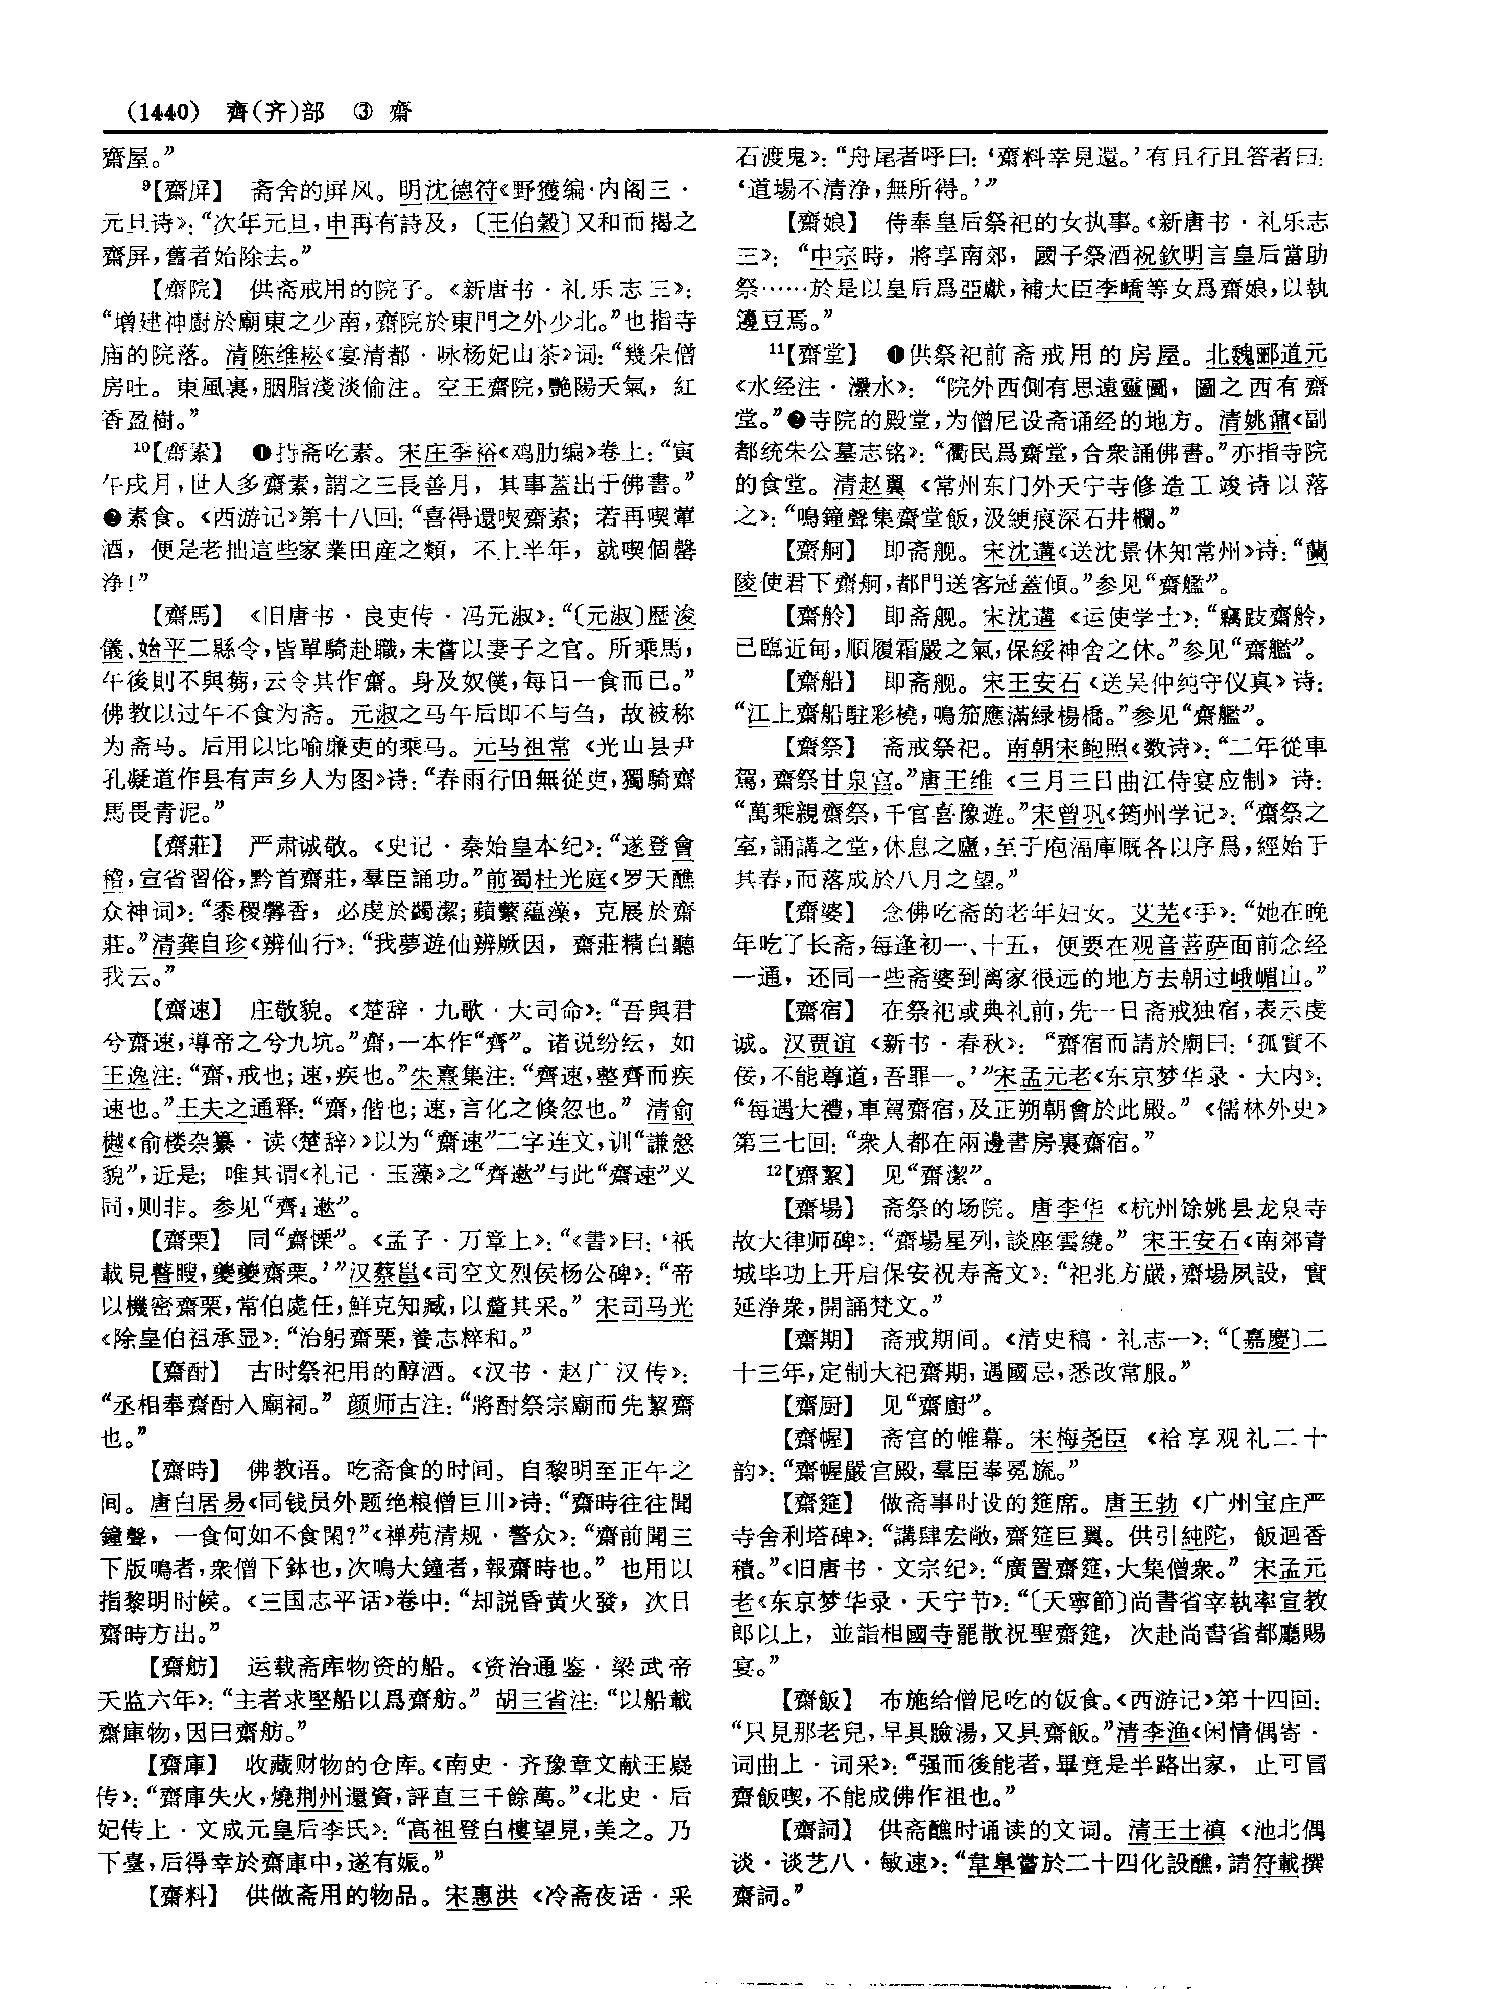 (1440) 齊(齐)部 ③ 齋
齋屋。”
⁹【齋屏】 斋舍的屏风。明沈德符《野獲编·内阁三·
元旦诗》：“次年元旦，申再有詩及，〔王伯穀〕又和而揭之
齋屏，舊者始除去。”
【齋院】 供斋戒用的院子。《新唐书·礼乐志三》：
“增建神廚於廟東之少南，齋院於東門之外少北。”也指寺
庙的院落。清陈维崧《宴清都·咏杨妃山茶》词：“幾朵僧
房吐。東風裏，胭脂淺淡偷注。空王齋院，艷陽天氣，紅
香盈樹。”
¹⁰【齋素】 ❶持斋吃素。宋庄季裕《鸡肋编》卷上：“寅
午戌月，世人多齋素，謂之三長善月，其事蓋出于佛書。”
❷素食。《西游记》第十八回：“喜得還喫齋素；若再喫葷
酒，便是老拙這些家業田産之類，不上半年，就喫個罄
浄！”
【齋馬】 《旧唐书·良吏传·冯元淑》：“〔元淑〕歷浚
儀、始平二縣令，皆單騎赴職，未嘗以妻子之官。所乘馬，
午後則不與芻，云令其作齋。身及奴僕，每日一食而已。”
佛教以过午不食为斋。元淑之马午后即不与刍，故被称
为斋马。后用以比喻廉吏的乘马。元马祖常《光山县尹
孔凝道作县有声乡人为图》诗：“春雨行田無從吏，獨騎齋
馬畏青泥。”
【齋莊】 严肃诚敬。《史记·秦始皇本纪》：“遂登會
稽，宣省習俗，黔首齋莊，羣臣誦功。”前蜀杜光庭《罗天醮
众神词》：“黍稷馨香，必虔於蠲潔；蘋蘩蕴藻，克展於齋
莊。”清龚自珍《辨仙行》：“我夢遊仙辨厥因，齋莊精白聽
我云。”
【齋速】 庄敬貌。《楚辞·九歌·大司命》：“吾與君
兮齋速，導帝之兮九坑。”齋，一本作“齊”。诸说纷纭，如
王逸注：“齋，戒也；速，疾也。”朱熹集注：“齊速，整齊而疾
速也。”王夫之通释：“齋，偕也；速，言化之倏忽也。”清俞
樾《俞楼杂纂·读〈楚辞〉》以为“齋速”二字连文，训“謙慤
貌”，近是；唯其谓《礼记·玉藻》之“齊遬”与此“齋速”义
同，则非。参见“齊₄遬”。
【齋栗】 同“齋慄”。《孟子·万章上》：“《書》曰：‘祇
載見瞽瞍，夔夔齋栗。’”汉蔡邕《司空文烈侯杨公碑》：“帝
以機密齋栗，常伯處任，鮮克知臧，以釐其采。”宋司马光
《除皇伯祖承显》：“治躬齋栗，養志粹和。”
【齋酎】 古时祭祀用的醇酒。《汉书·赵广汉传》：
“丞相奉齋酎入廟祠。”颜师古注：“將酎祭宗廟而先絜齋
也。”
【齋時】 佛教语。吃斋食的时间。自黎明至正午之
间。唐白居易《同钱员外题绝粮僧巨川》诗：“齋時往往聞
鐘聲，一食何如不食閑？”《禅苑清规·警众》：“齋前聞三
下版鳴者，衆僧下鉢也，次鳴大鐘者，報齋時也。”也用以
指黎明时候。《三国志平话》卷中：“却説昏黄火發，次日
齋時方出。”
【齋舫】 运载斋库物资的船。《资治通鉴·梁武帝
天监六年》：“主者求堅船以爲齋舫。”胡三省注：“以船載
齋庫物，因曰齋舫。”
【齋庫】 收藏财物的仓库。《南史·齐豫章文献王嶷
传》：“齋庫失火，燒荆州還資，評直三千餘萬。”《北史·后
妃传上·文成元皇后李氏》：“高祖登白樓望見，美之。乃
下臺，后得幸於齋庫中，遂有娠。”
【齋料】 供做斋用的物品。宋惠洪《冷斋夜话·采
石渡鬼》：“舟尾者呼曰：‘齋料幸見還。’有且行且答者曰：
‘道場不清浄，無所得。’”
【齋娘】 侍奉皇后祭祀的女执事。《新唐书·礼乐志
三》：“中宗時，將享南郊，國子祭酒祝欽明言皇后當助
祭……於是以皇后爲亞獻，補大臣李嶠等女爲齋娘，以執
籩豆焉。”
¹¹【齋堂】 ❶供祭祀前斋戒用的房屋。北魏郦道元
《水经注·㶟水》：“院外西側有思遠靈圖，圖之西有齋
堂。”❷寺院的殿堂，为僧尼设斋诵经的地方。清姚鼐《副
都统朱公墓志铭》：“衢民爲齋堂，合衆誦佛書。”亦指寺院
的食堂。清赵翼《常州东门外天宁寺修造工竣诗以落
之》：“鳴鐘聲集齋堂飯，汲綆痕深石井欄。”
【齋舸】 即斋舰。宋沈遘《送沈景休知常州》诗：“蘭
陵使君下齋舸，都門送客冠蓋傾。”参见“齋艦”。
【齋舲】 即斋舰。宋沈遘《运使学士》：“竊跂齋舲，
已臨近甸，順履霜嚴之氣，保綏神舍之休。”参见“齋艦”。
【齋船】 即斋舰。宋王安石《送吴仲纯守仪真》诗：
“江上齋船駐彩橈，鳴笳應滿緑楊橋。”参见“齋艦”。
【齋祭】 斋戒祭祀。南朝宋鲍照《数诗》：“二年從車
駕，齋祭甘泉宫。”唐王维《三月三日曲江侍宴应制》诗：
“萬乘親齋祭，千官喜豫遊。”宋曾巩《筠州学记》：“齋祭之
室，誦講之堂，休息之廬，至于庖湢庫厩各以序爲，經始于
其春，而落成於八月之望。”
【齋婆】 念佛吃斋的老年妇女。艾芜《手》：“她在晚
年吃了长斋，每逢初一、十五，便要在观音菩萨面前念经
一通，还同一些斋婆到离家很远的地方去朝过峨嵋山。”
【齋宿】 在祭祀或典礼前，先一日斋戒独宿，表示虔
诚。汉贾谊《新书·春秋》：“齋宿而請於廟曰：‘孤實不
佞，不能尊道，吾罪一。’”宋孟元老《东京梦华录·大内》：
“每遇大禮，車駕齋宿，及正朔朝會於此殿。”《儒林外史》
第三七回：“衆人都在兩邊書房裏齋宿。”
¹²【齋絜】 见“齋潔”。
【齋場】 斋祭的场院。唐李华《杭州馀姚县龙泉寺
故大律师碑》：“齋場星列，談座雲繞。”宋王安石《南郊青
城毕功上开启保安祝寿斋文》：“祀兆方嚴，齋場夙設，實
延浄衆，開誦梵文。”
【齋期】 斋戒期间。《清史稿·礼志一》：“〔嘉慶〕二
十三年，定制大祀齋期，遇國忌，悉改常服。”
【齋厨】 见“齋廚”。
【齋幄】 斋宫的帷幕。宋梅尧臣《袷享观礼二十
韵》：“齋幄嚴宫殿，羣臣奉冕旒。”
【齋筵】 做斋事时设的筵席。唐王勃《广州宝庄严
寺舍利塔碑》：“講肆宏敞，齋筵巨翼。供引純陀，飯迴香
積。”《旧唐书·文宗纪》：“廣置齋筵，大集僧衆。”宋孟元
老《东京梦华录·天宁节》：“〔天寧節〕尚書省宰執率宣教
郎以上，並詣相國寺罷散祝聖齋筵，次赴尚書省都廳賜
宴。”
【齋飯】 布施给僧尼吃的饭食。《西游记》第十四回：
“只見那老兒，早具臉湯，又具齋飯。”清李渔《闲情偶寄·
词曲上·词采》：“强而後能者，畢竟是半路出家，止可冒
齋飯喫，不能成佛作祖也。”
【齋詞】 供斋醮时诵读的文词。清王士禛《池北偶
谈·谈艺八·敏速》：“韋臯嘗於二十四化設醮，請符載撰
齋詞。”